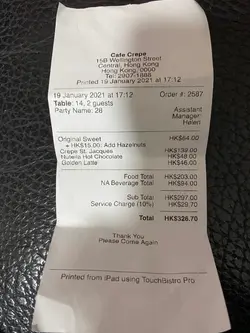 Cafe Crepe
15B Wellington Street
Central, Hong Kong
Hong Kong, 0000
Tel: 2907-1888
Printed 19 January 2021 at 17:12
19 January 2021 at 17:12 Order #: 2587
Table: 14, 2 guests
Party Name: 28
Assistant
Manager:
Helen
Original Sweet HK$64.00
+ HK$15.00: Add Hazelnuts
Crepe St. Jacques HK$139.00
Nutella Hot Chocolate HK$48.00
Golden Latte HK$46.00
Food Total HK$203.00
NA Beverage Total HK$94.00
Sub Total HK$297.00
Service Charge (10%) HK$29.70
Total HK$326.70
Thank You
Please Come Again
Printed from iPad using TouchBistro Pro